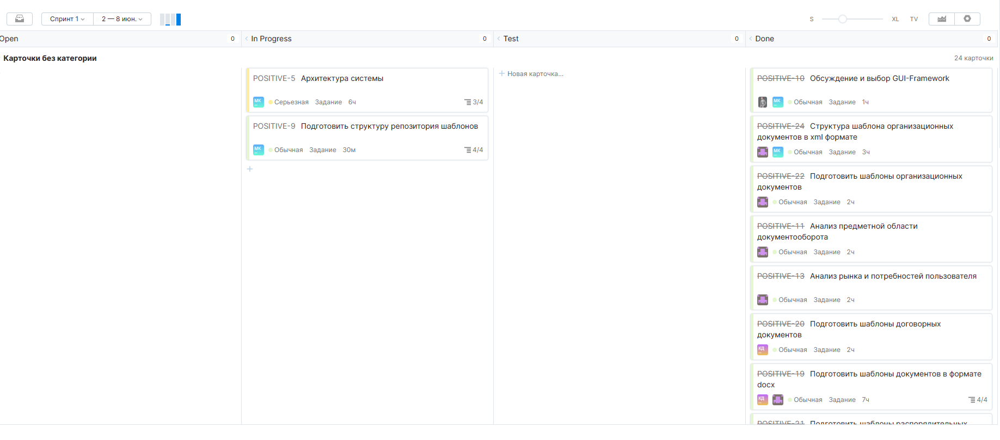 Спринт 1
2 — 8 июн.
S
XL
TV
Open
0
In Progress
0
Test
0
Done
0
Карточки без категории
24 карточки
POSITIVE-5 Архитектура системы
МК
Серьезная Задание 6ч
3/4
POSITIVE-9 Подготовить структуру репозитория шаблонов
МК
Обычная Задание 30м
4/4
Новая карточка...
POSITIVE-10 Обсуждение и выбор GUI-Framework
МК
Обычная Задание 1ч
POSITIVE-24 Структура шаблона организационных
документов в xml формате
МК
Обычная Задание 3ч
POSITIVE-22 Подготовить шаблоны организационных
документов
Обычная Задание 2ч
POSITIVE-11 Анализ предметной области
документооборота
Обычная Задание 2ч
POSITIVE-13 Анализ рынка и потребностей пользователя
Обычная Задание 2ч
POSITIVE-20 Подготовить шаблоны договорных
документов
КД
Обычная Задание 2ч
POSITIVE-19 Подготовить шаблоны документов в формате
docx
КД
Обычная Задание 7ч
4/4
POSITIVE-21 Подготовить шаблоны распорядительных